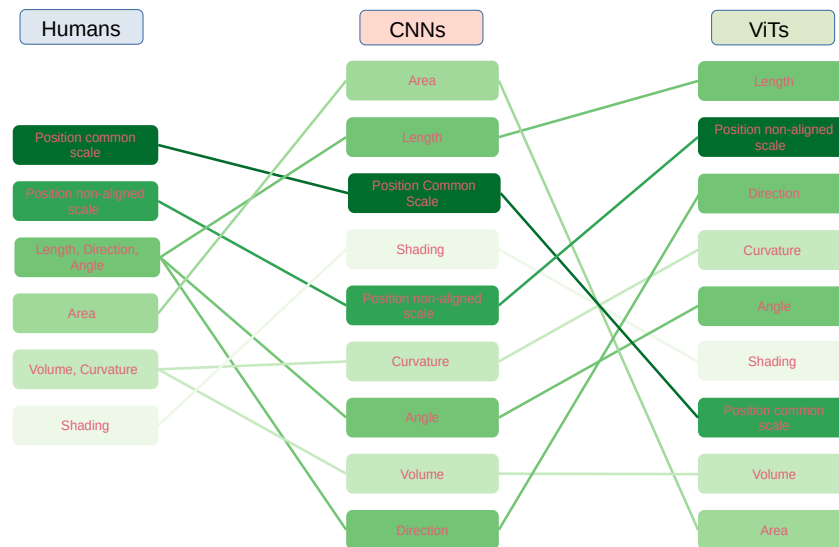 Humans
CNNs
ViTs
Position common
scale
Position non-aligned
scale
Length, Direction,
Angle
Area
Volume, Curvature
Shading
Area
Length
Position Common
Scale
Shading
Position non-aligned
scale
Curvature
Angle
Volume
Direction
Length
Position non-aligned
scale
Direction
Curvature
Angle
Shading
Position common
scale
Volume
Area